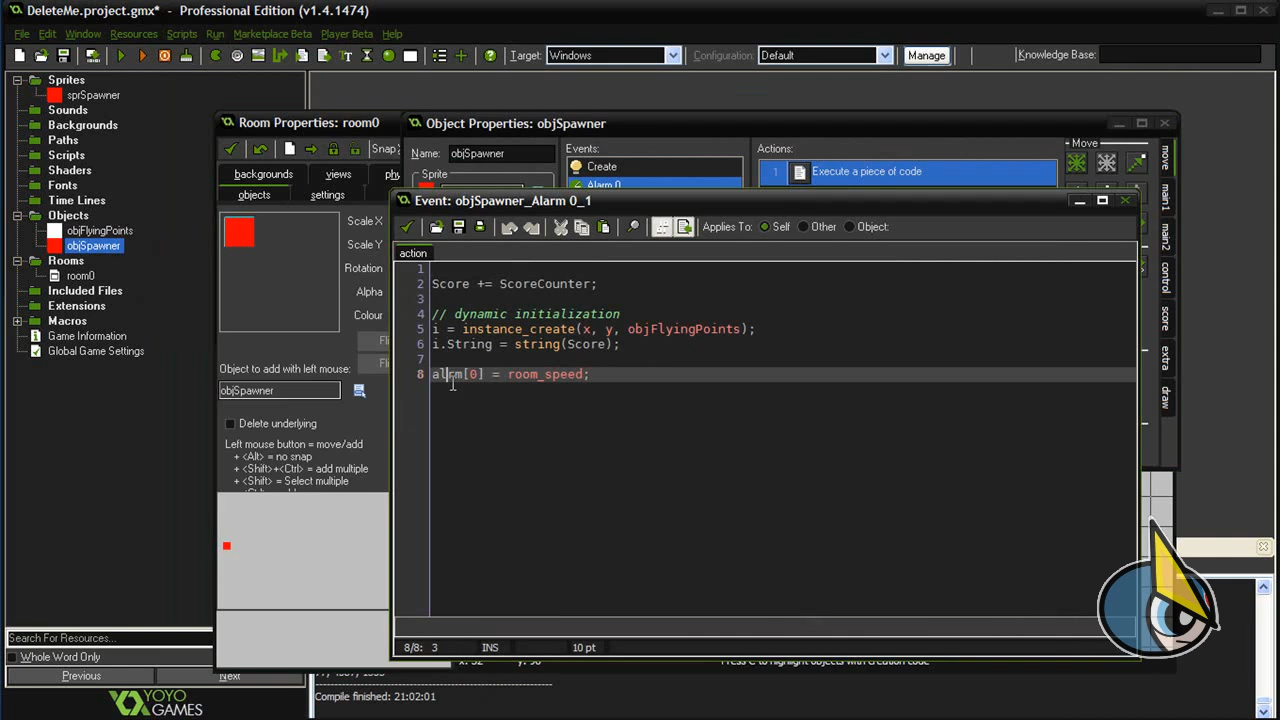 DeleteMe.project.gmx* - Professional Edition (v1.4.1474)
File Edit Window Resources Scripts Run Marketplace Beta Player Beta Help
Target: Windows Configuration: Default Manage Knowledge Base:
Sprites
sprSpawner
Sounds
Backgrounds
Paths
Scripts
Shaders
Fonts
Time Lines
Objects
objFlyingPoints
objSpawner
Rooms
room0
Included Files
Extensions
Macros
Game Information
Global Game Settings
Search For Resources...
Whole Word Only
Previous Next
YOYO
GAMES
Room Properties: room0
Snap
backgrounds views
objects settings
Scale X
Scale Y
Rotation
Alpha
Colour
Object to add with left mouse:
objSpawner
Delete underlying
Left mouse button = move/add
+ <Alt> = no snap
+ <Shift>+<Ctrl> = add multiple
+ <Shift> = Select multiple
Object Properties: objSpawner
Name: objSpawner
Sprite
Events:
Create
Alarm 0
Actions:
1 Execute a piece of code
Move
move
main1
main2
control
score
extra
draw
Event: objSpawner_Alarm 0_1
Applies To: Self Other Object:
action
1
2 Score += ScoreCounter;
3
4 // dynamic initialization
5 i = instance_create(x, y, objFlyingPoints);
6 i.String = string(Score);
7
8 alrm[0] = room_speed;
8/8: 3 INS 10 pt
Compile finished: 21:02:01